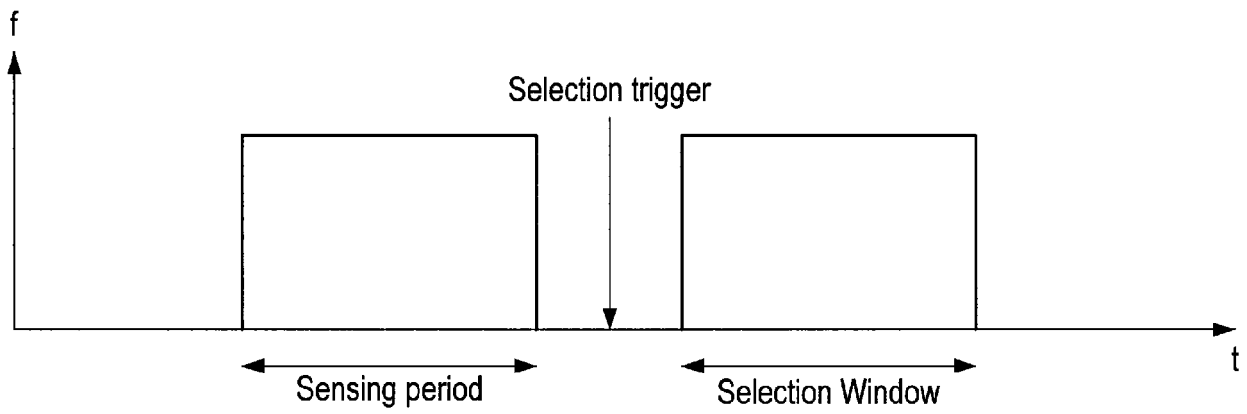 f
Selection trigger
t
Sensing period
Selection Window